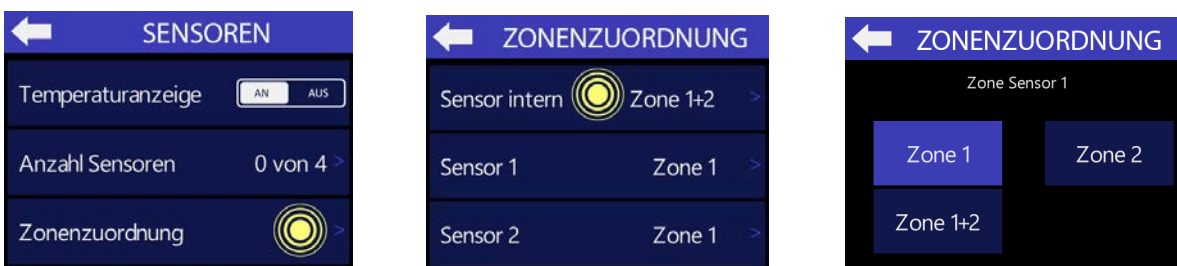 SENSOREN
Temperaturanzeige AN AUS
Anzahl Sensoren 0 von 4 >
Zonenzuordnung >
ZONENZUORDNUNG
Sensor intern Zone 1+2 >
Sensor 1 Zone 1 >
Sensor 2 Zone 1 >
ZONENZUORDNUNG
Zone Sensor 1
Zone 1 Zone 2
Zone 1+2